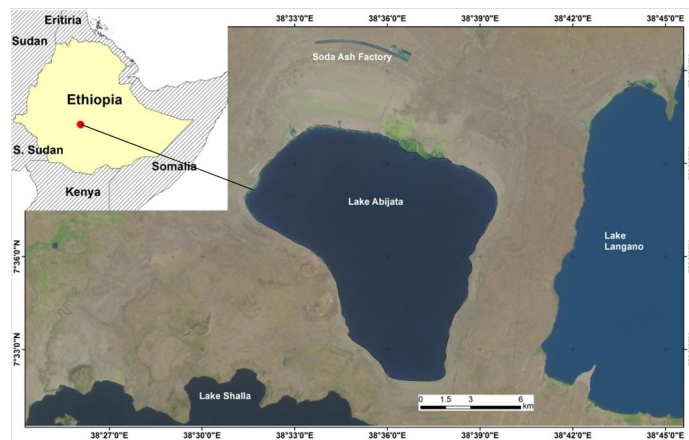 38°33'0"E
38°36'0"E
38°39'0"E
38°42'0"E
38°45'0"E
Eritiria
Sudan
Ethiopia
S. Sudan
Somalia
Kenya
Soda Ash Factory
Lake Abijata
Lake
Langano
7°36'0"N
7°33'0"N
Lake Shalla
0 1.5 3 6
km
38°27'0"E
38°30'0"E
38°33'0"E
38°36'0"E
38°39'0"E
38°42'0"E
38°45'0"E